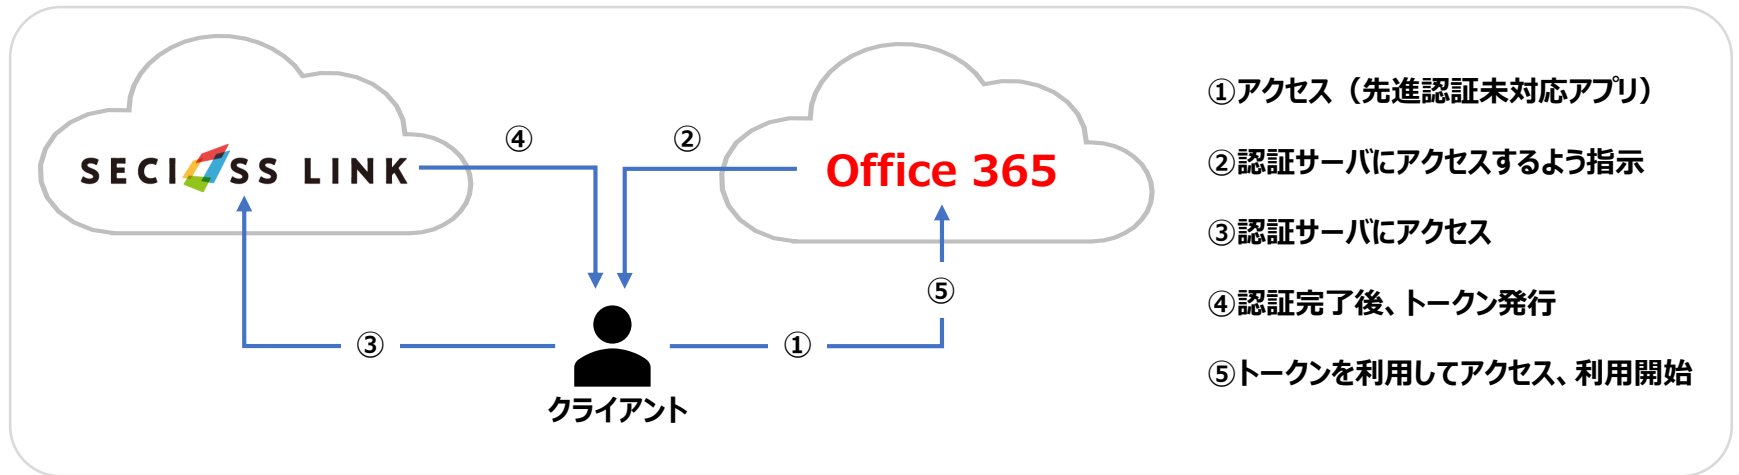 SECIOSS LINK
④
②
Office 365
⑤
③
①
クライアント
①アクセス（先進認証未対応アプリ）
②認証サーバにアクセスするよう指示
③認証サーバにアクセス
④認証完了後、トークン発行
⑤トークンを利用してアクセス、利用開始